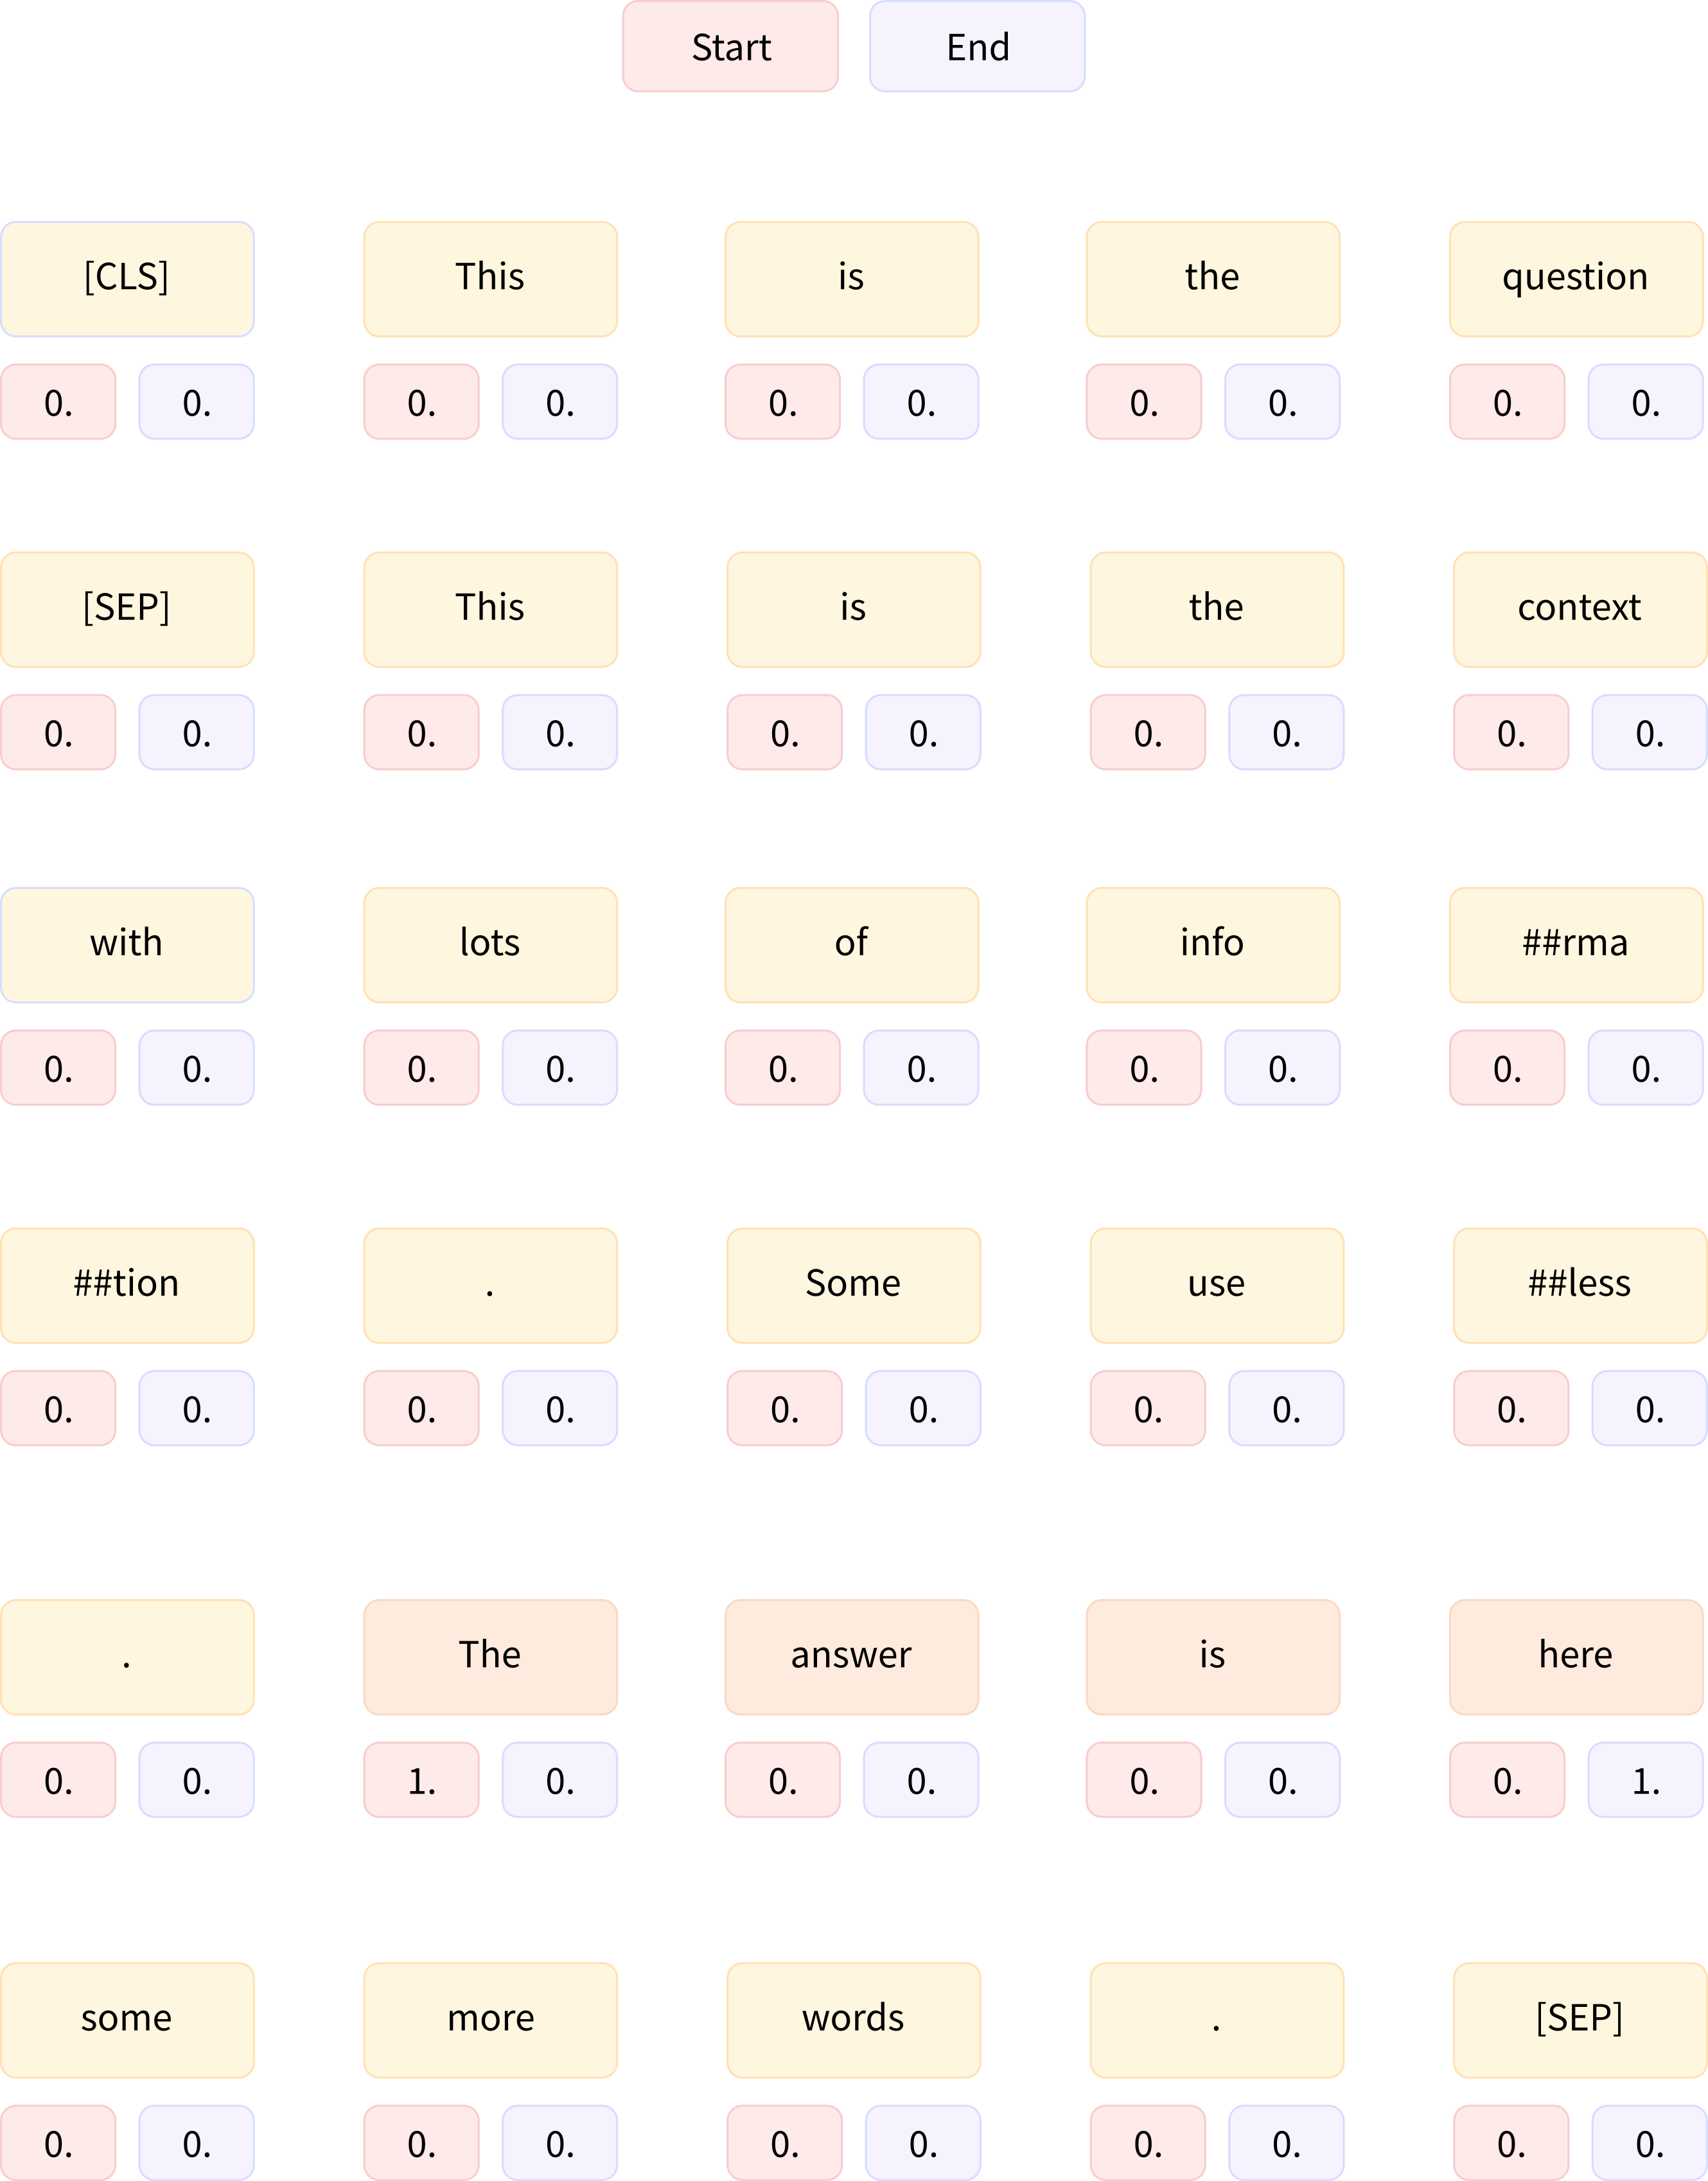 Start End
[CLS] This is the question
0. 0. 0. 0. 0. 0. 0. 0. 0. 0.
[SEP] This is the context
0. 0. 0. 0. 0. 0. 0. 0. 0. 0.
with lots of info ##rma
0. 0. 0. 0. 0. 0. 0. 0. 0. 0.
##tion . Some use ##less
0. 0. 0. 0. 0. 0. 0. 0. 0. 0.
. The answer is here
0. 0. 1. 0. 0. 0. 0. 0. 0. 1.
some more words . [SEP]
0. 0. 0. 0. 0. 0. 0. 0. 0. 0.